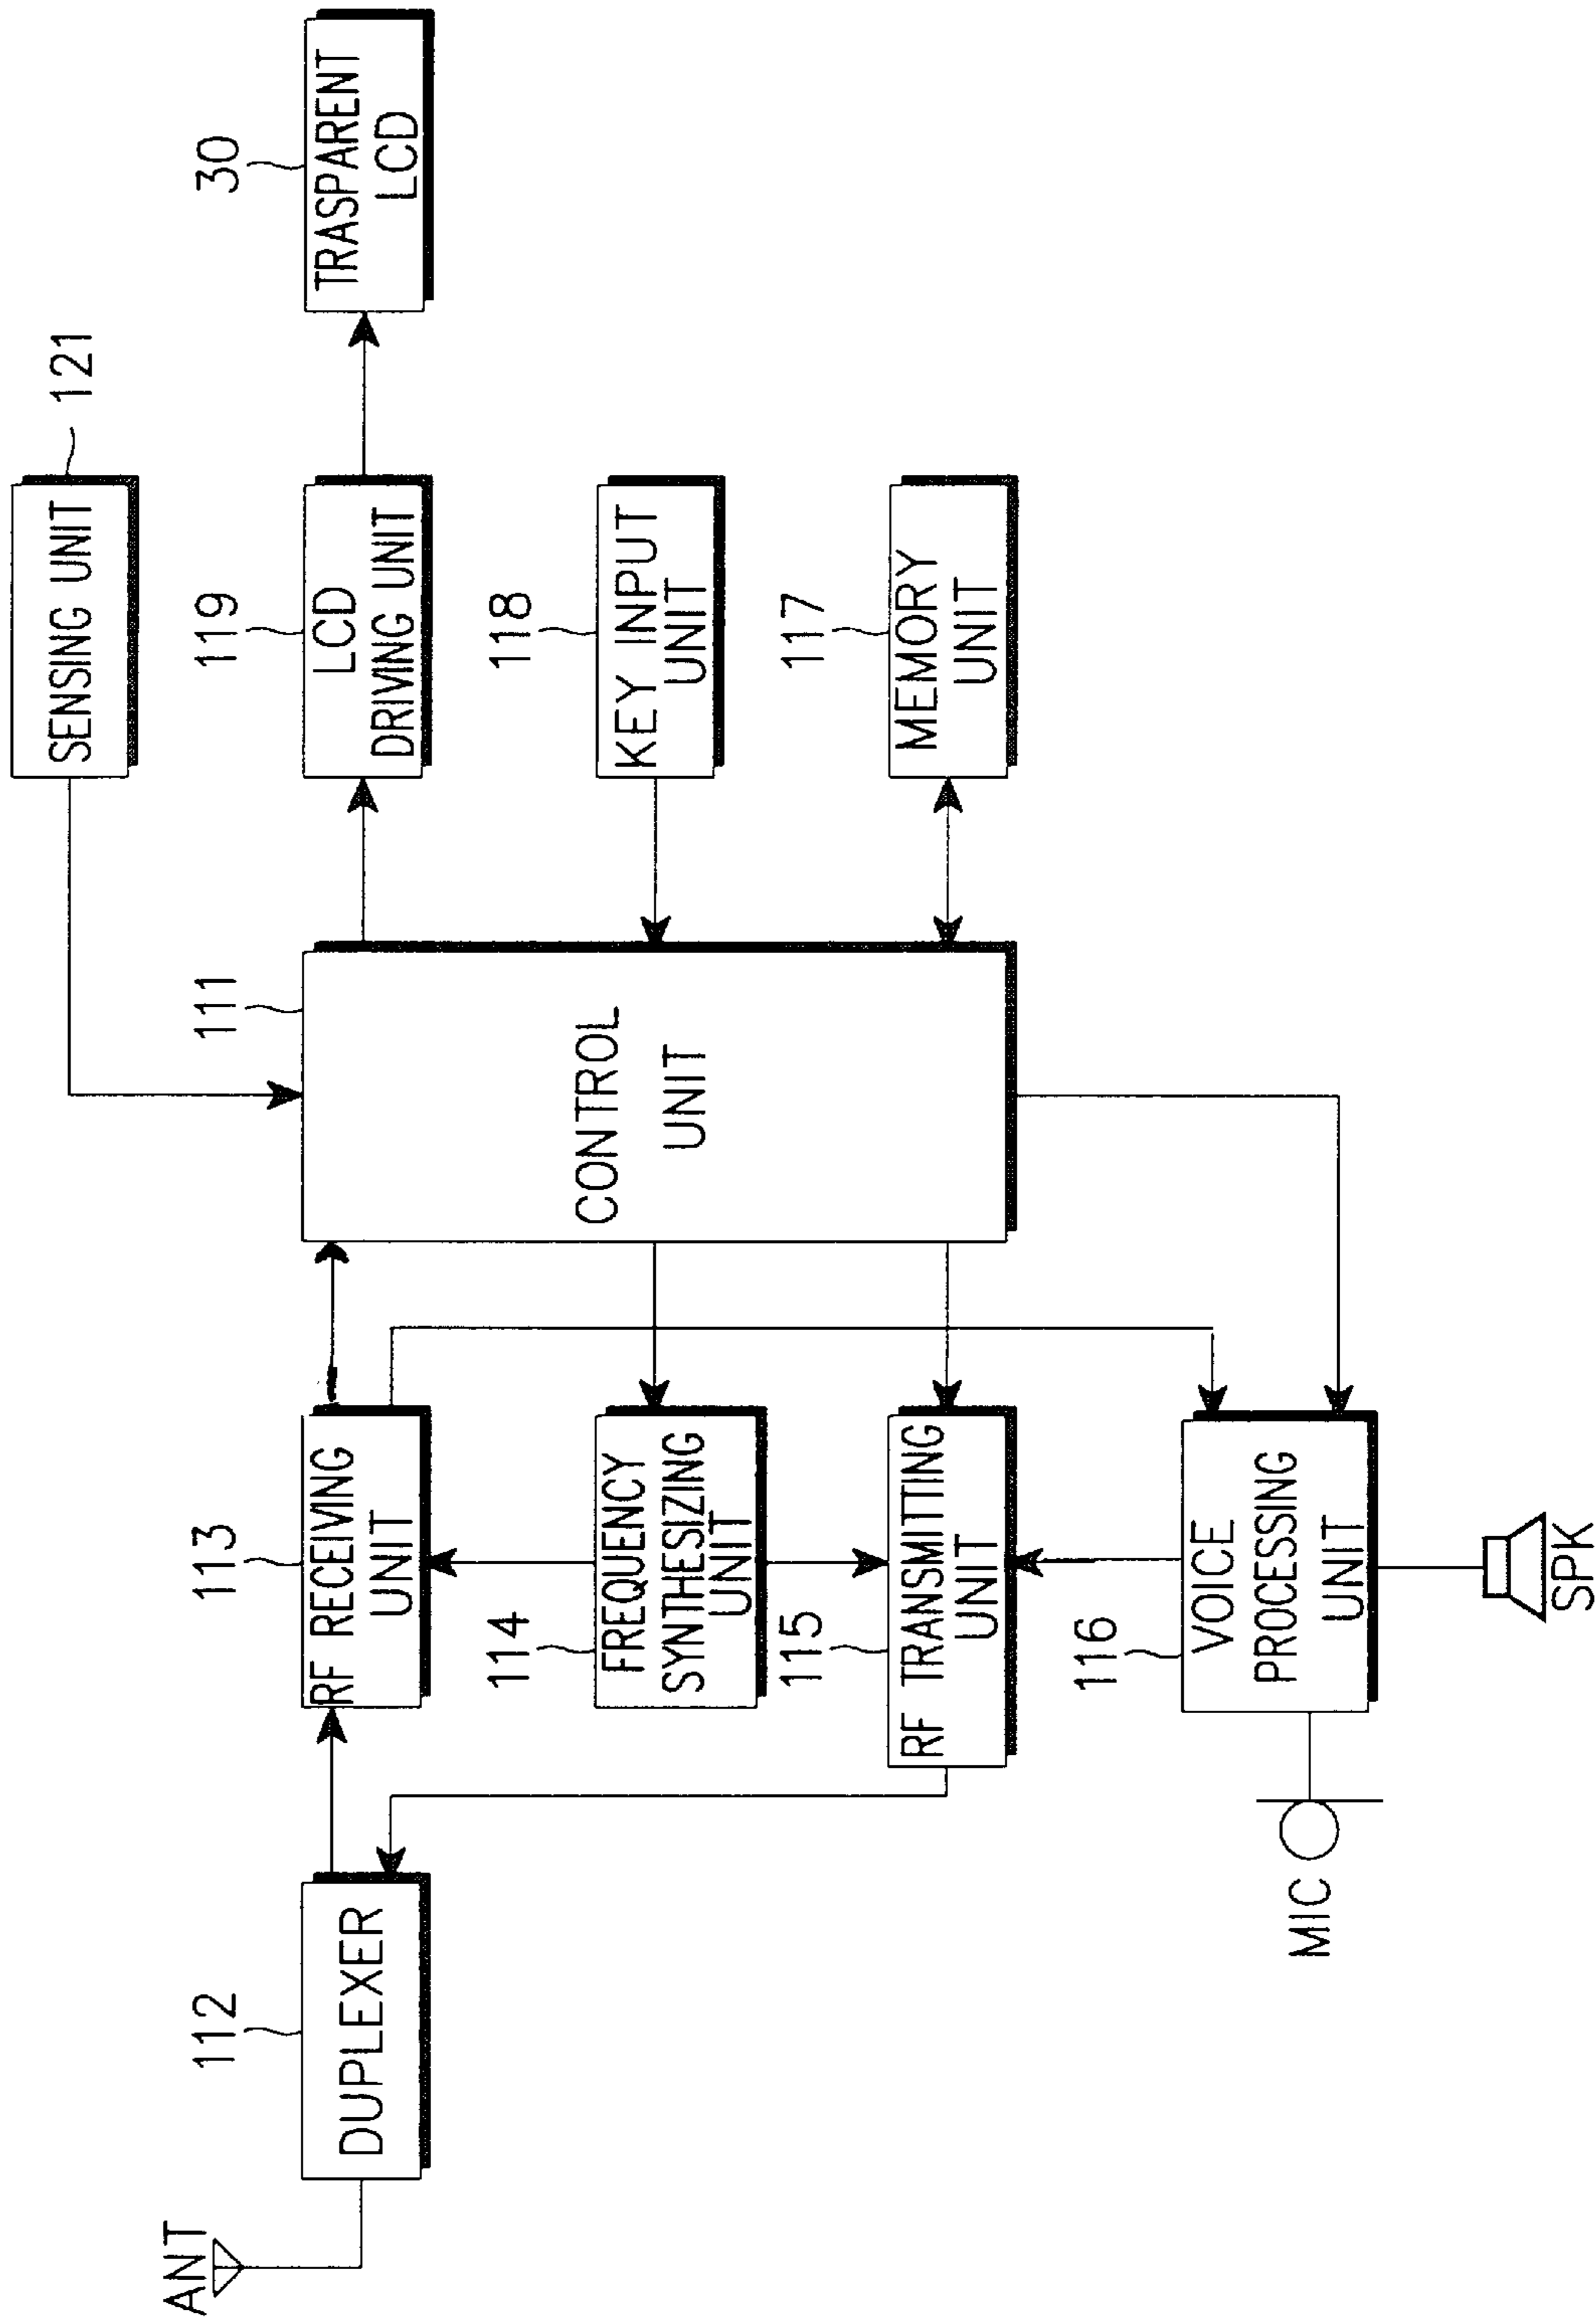 SENSING UNIT
121
ANT
112
DUPLEXER
113
RF RECEIVING
UNIT
111
CONTROL
UNIT
119
LCD
DRIVING UNIT
30
TRASPARENT
LCD
114
FREQUENCY
SYNTHESIZING
UNIT
118
KEY INPUT
UNIT
115
RF TRANSMITTING
UNIT
117
MEMORY
UNIT
116
VOICE
PROCESSING
UNIT
MIC
SPK